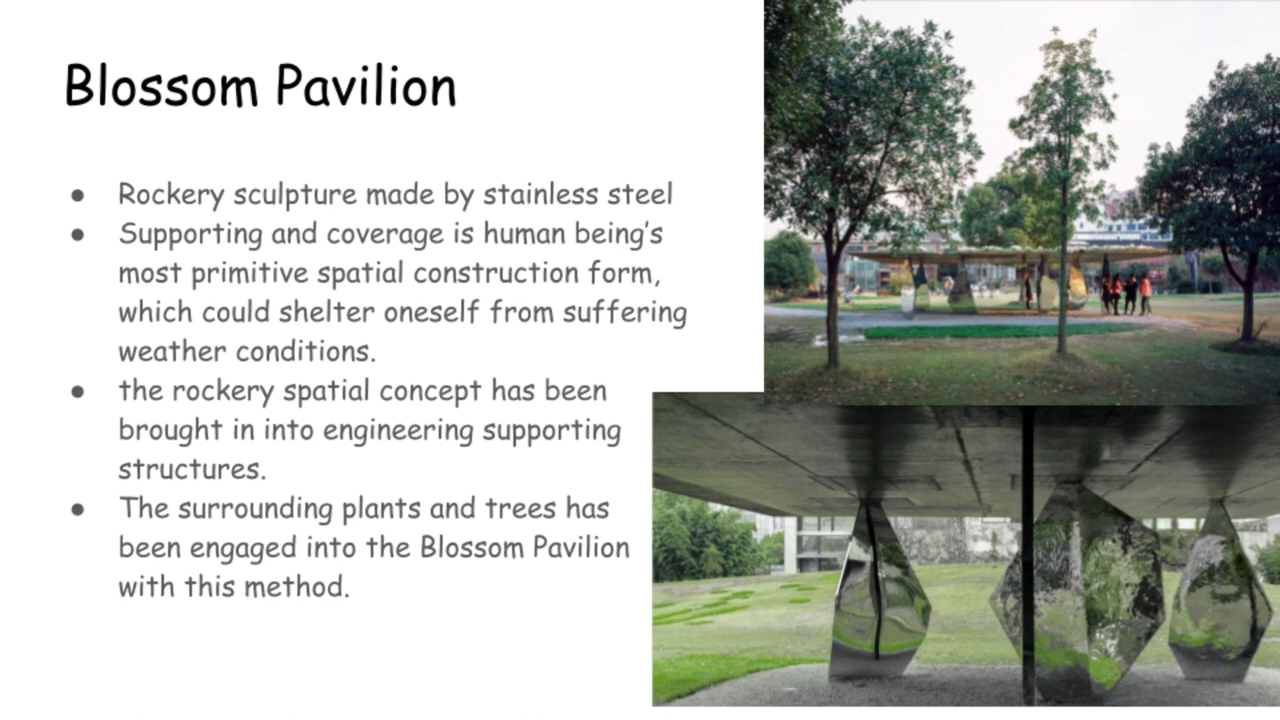 Blossom Pavilion
● Rockery sculpture made by stainless steel
● Supporting and coverage is human being's
most primitive spatial construction form,
which could shelter oneself from suffering
weather conditions.
● the rockery spatial concept has been
brought in into engineering supporting
structures.
● The surrounding plants and trees has
been engaged into the Blossom Pavilion
with this method.